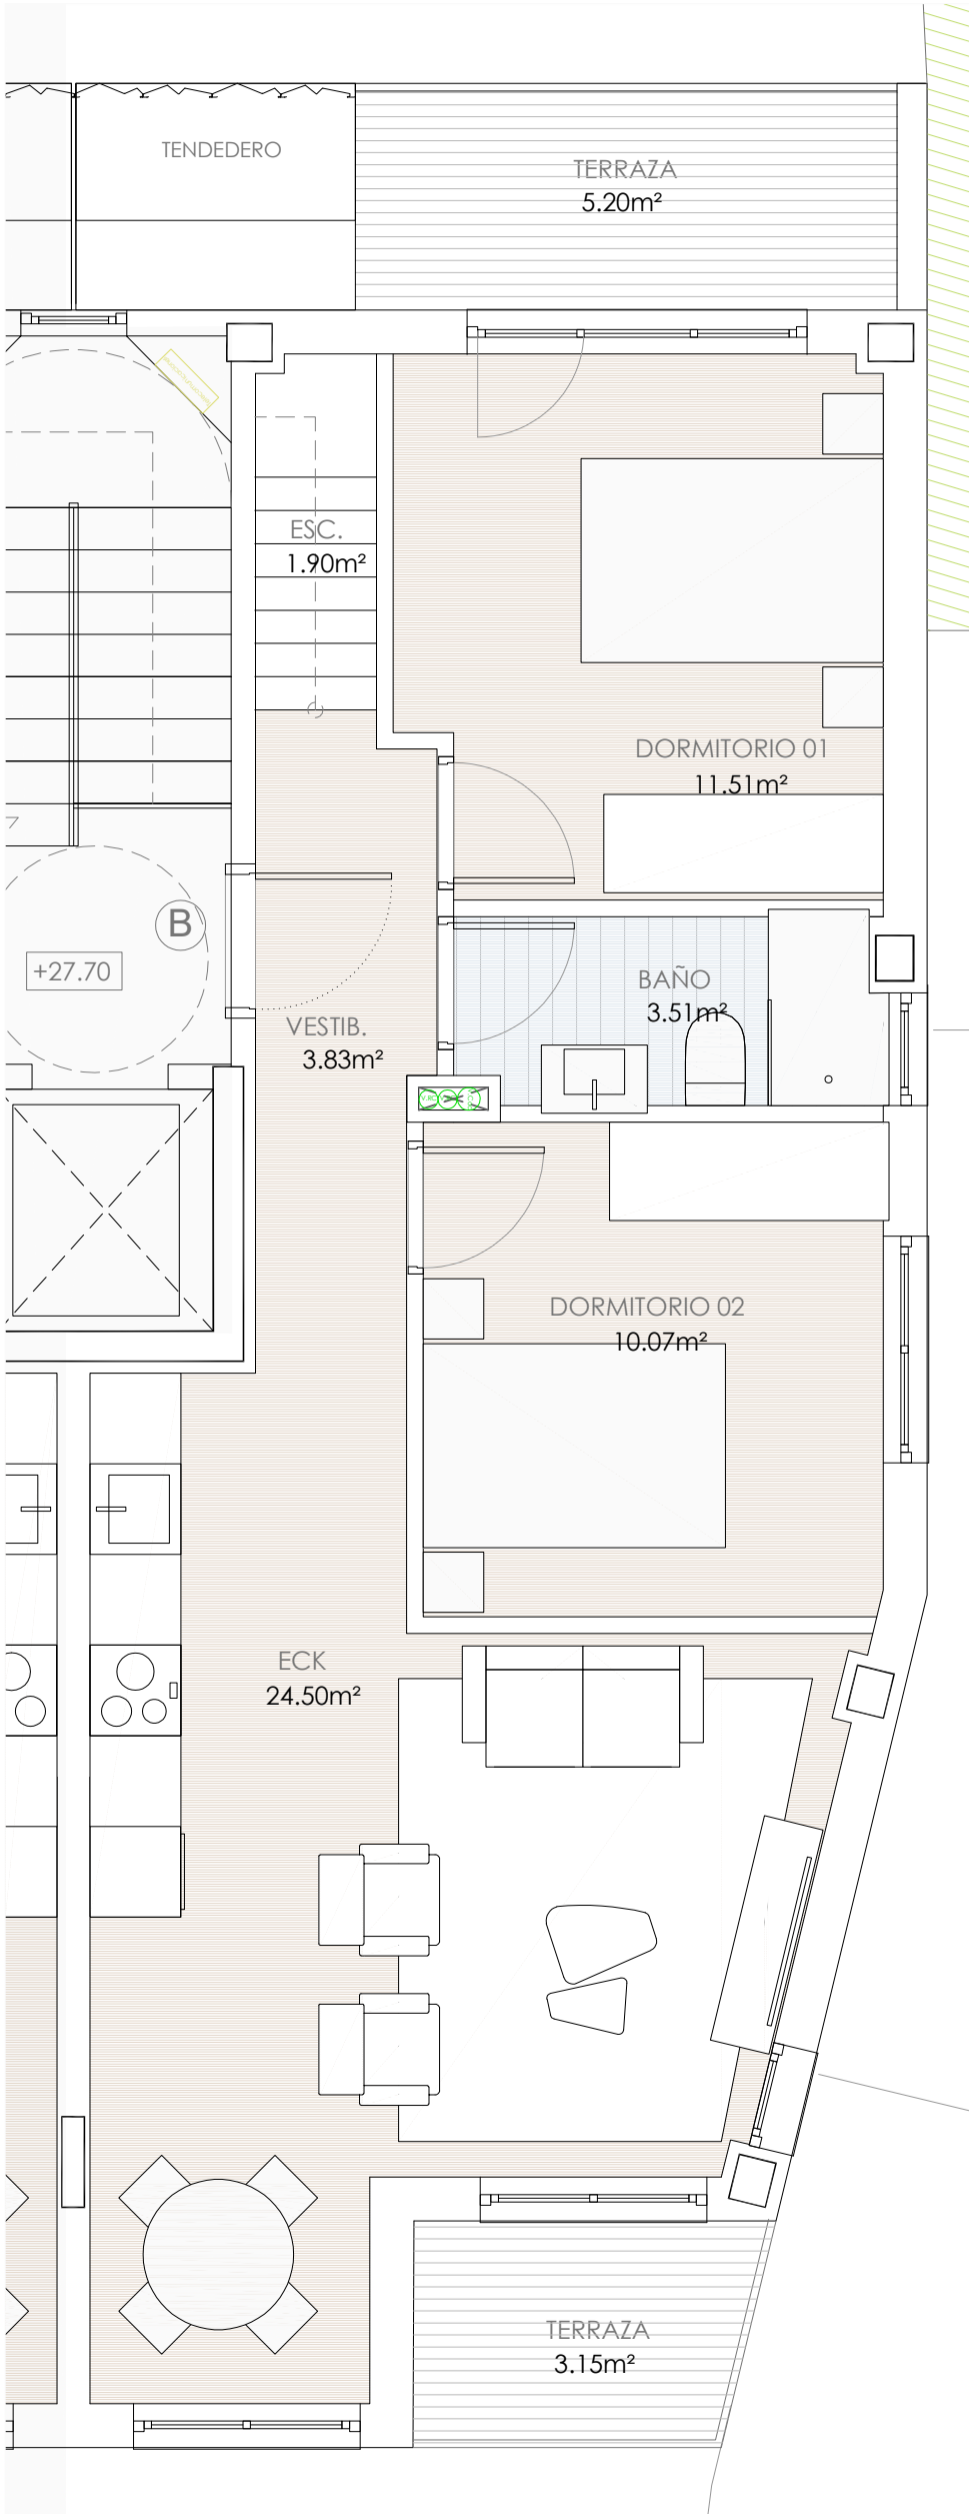 TENDEDERO
TERRAZA
5.20m²
ESC.
1.90m²
DORMITORIO 01
11.51m²
B
+27.70
BAÑO
3.51m²
VESTIB.
3.83m²
DORMITORIO 02
10.07m²
ECK
24.50m²
TERRAZA
3.15m²